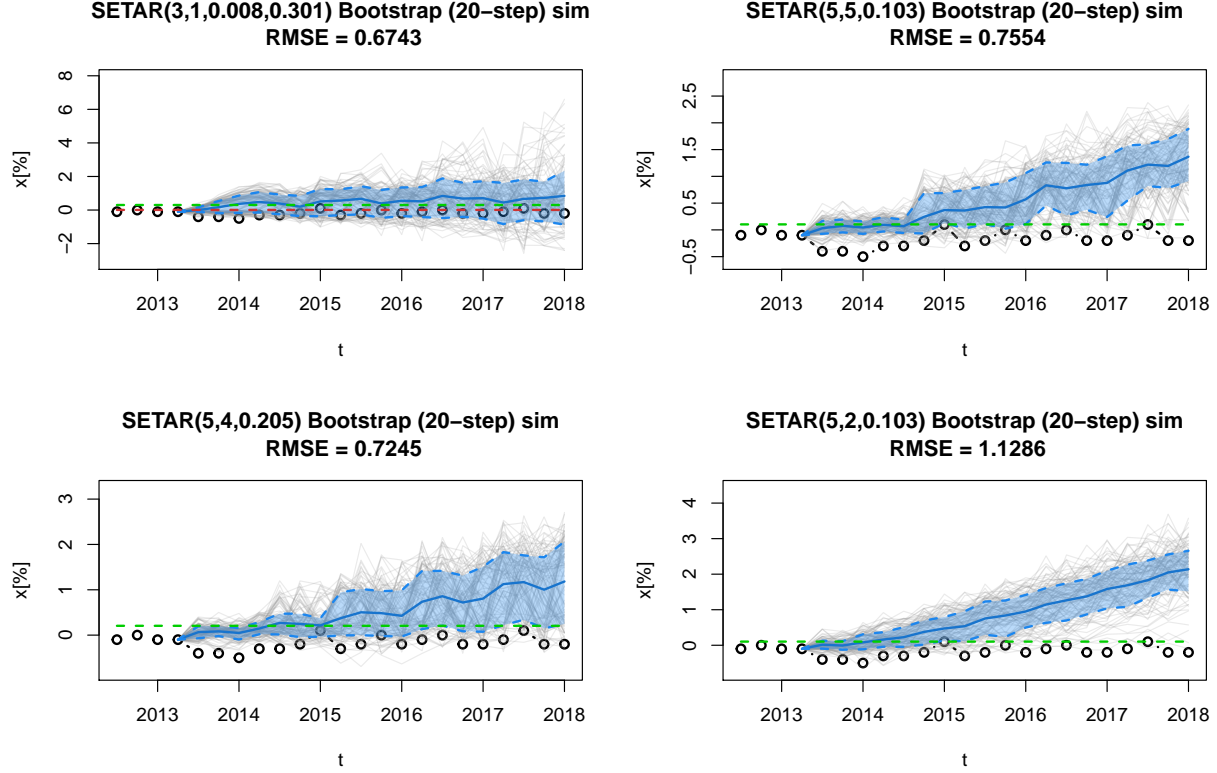 SETAR(3,1,0.008,0.301) Bootstrap (20−step) sim
RMSE = 0.6743
x[%]
8
6
4
2
0
−2
2013 2014 2015 2016 2017 2018
t
SETAR(5,5,0.103) Bootstrap (20−step) sim
RMSE = 0.7554
x[%]
2.5
1.5
0.5
−0.5
2013 2014 2015 2016 2017 2018
t
SETAR(5,4,0.205) Bootstrap (20−step) sim
RMSE = 0.7245
x[%]
3
2
1
0
2013 2014 2015 2016 2017 2018
t
SETAR(5,2,0.103) Bootstrap (20−step) sim
RMSE = 1.1286
x[%]
4
3
2
1
0
2013 2014 2015 2016 2017 2018
t